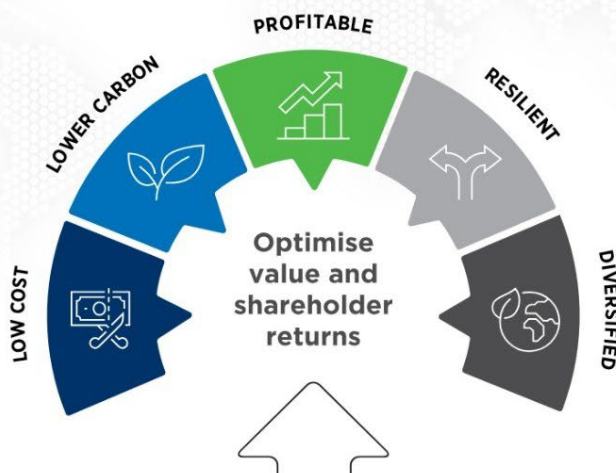 PROFITABLE
LOWER CARBON
RESILIENT
LOW COST
DIVERSIFIED
Optimise
value and
shareholder
returns